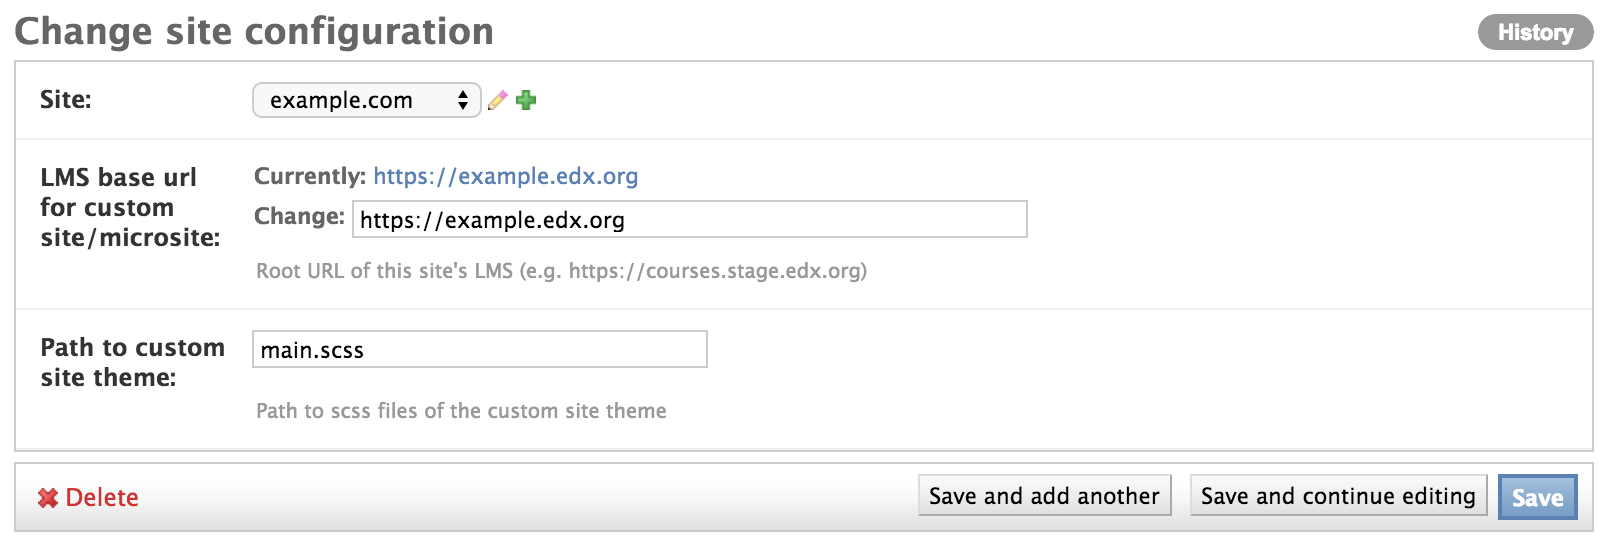 Change site configuration
History
Site:
example.com
LMS base url
for custom
site/microsite:
Currently: https://example.edx.org
Change: https://example.edx.org
Root URL of this site's LMS (e.g. https://courses.stage.edx.org)
Path to custom
site theme:
main.scss
Path to scss files of the custom site theme
Delete
Save and add another
Save and continue editing
Save